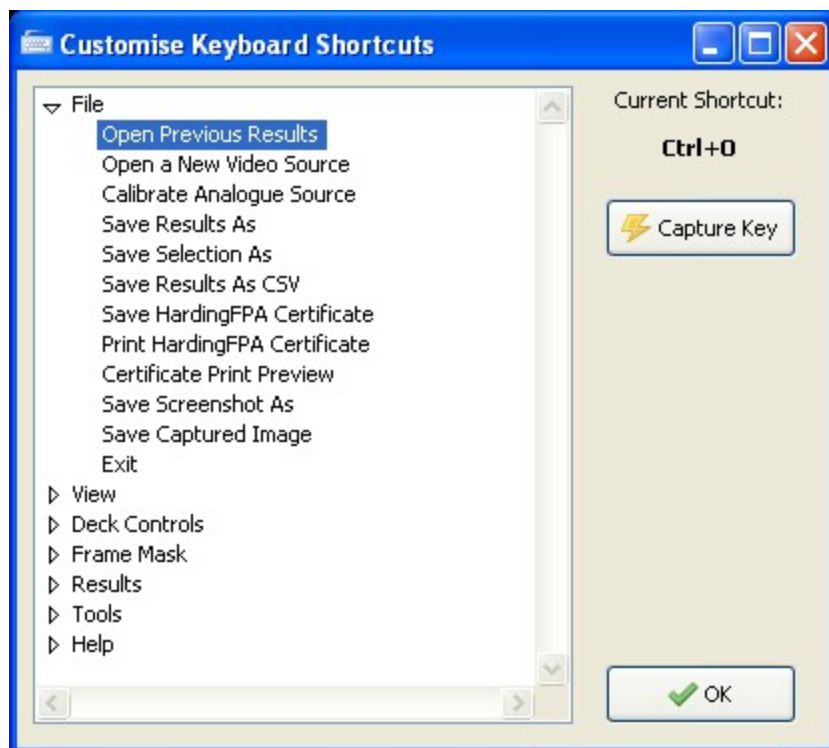 Customise Keyboard Shortcuts
File
Open Previous Results
Open a New Video Source
Calibrate Analogue Source
Save Results As
Save Selection As
Save Results As CSV
Save HardingFPA Certificate
Print HardingFPA Certificate
Certificate Print Preview
Save Screenshot As
Save Captured Image
Exit
View
Deck Controls
Frame Mask
Results
Tools
Help
Current Shortcut:
Ctrl+O
Capture Key
OK